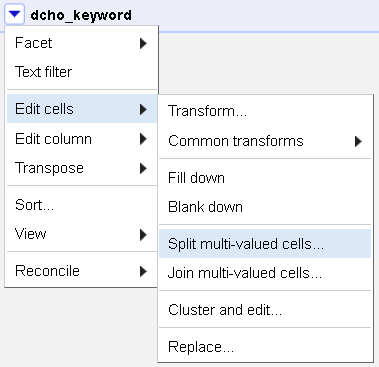 dcho_keyword
Facet
Text filter
Edit cells
Edit column
Transpose
Sort...
View
Reconcile
Transform...
Common transforms
Fill down
Blank down
Split multi-valued cells...
Join multi-valued cells...
Cluster and edit...
Replace...